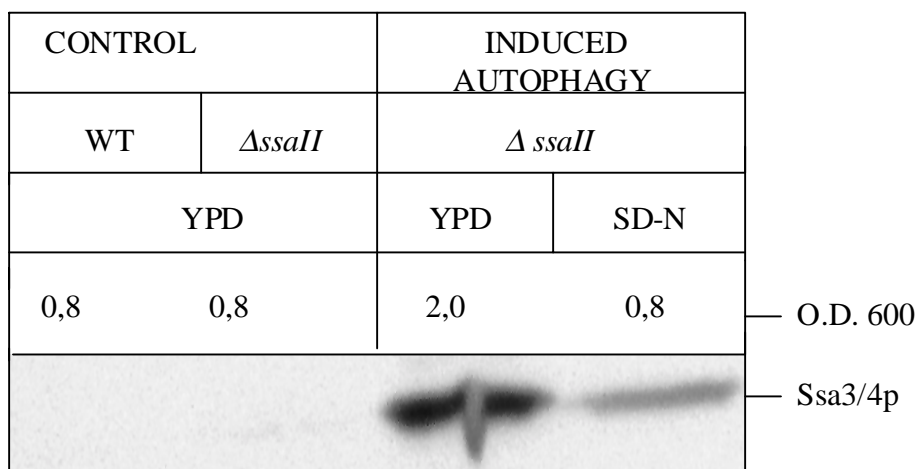 CONTROL
INDUCED
AUTOPHAGY
WT
ΔssaII
Δ ssaII
YPD
YPD
SD-N
0,8
0,8
2,0
0,8
O.D. 600
Ssa3/4p